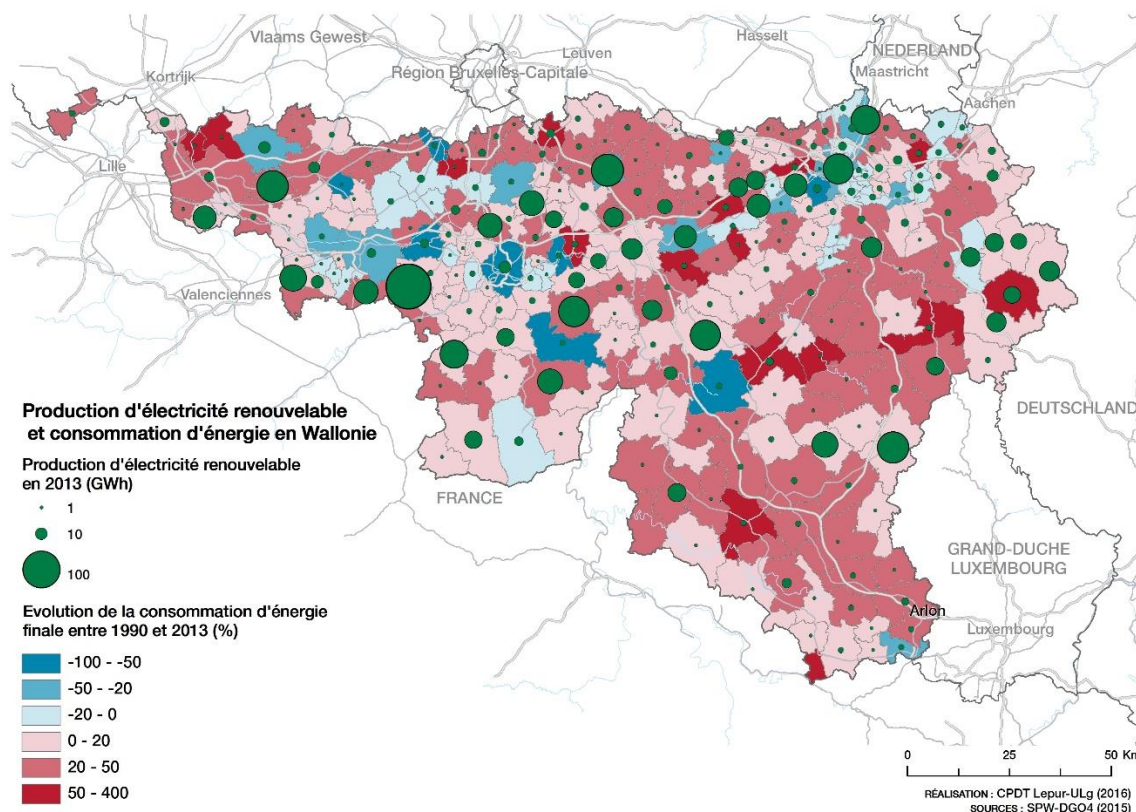 Hasselt
NEDERLAND
Vlaams Gewest
Leuven
Kortrijk
Région Bruxelles-Capitale
Maastricht
Aachen
Lille
Valenciennes
DEUTSCHLAND
FRANCE
GRAND-DUCHE
LUXEMBOURG
Arlon
Luxembourg
Production d'électricité renouvelable
et consommation d'énergie en Wallonie
Production d'électricité renouvelable
en 2013 (GWh)
1
10
100
Evolution de la consommation d'énergie
finale entre 1990 et 2013 (%)
-100 - -50
-50 - -20
-20 - 0
0 - 20
20 - 50
50 - 400
0 25 50 Km
RÉALISATION : CPDT Lepur-ULg (2016)
SOURCES : SPW-DGO4 (2015)